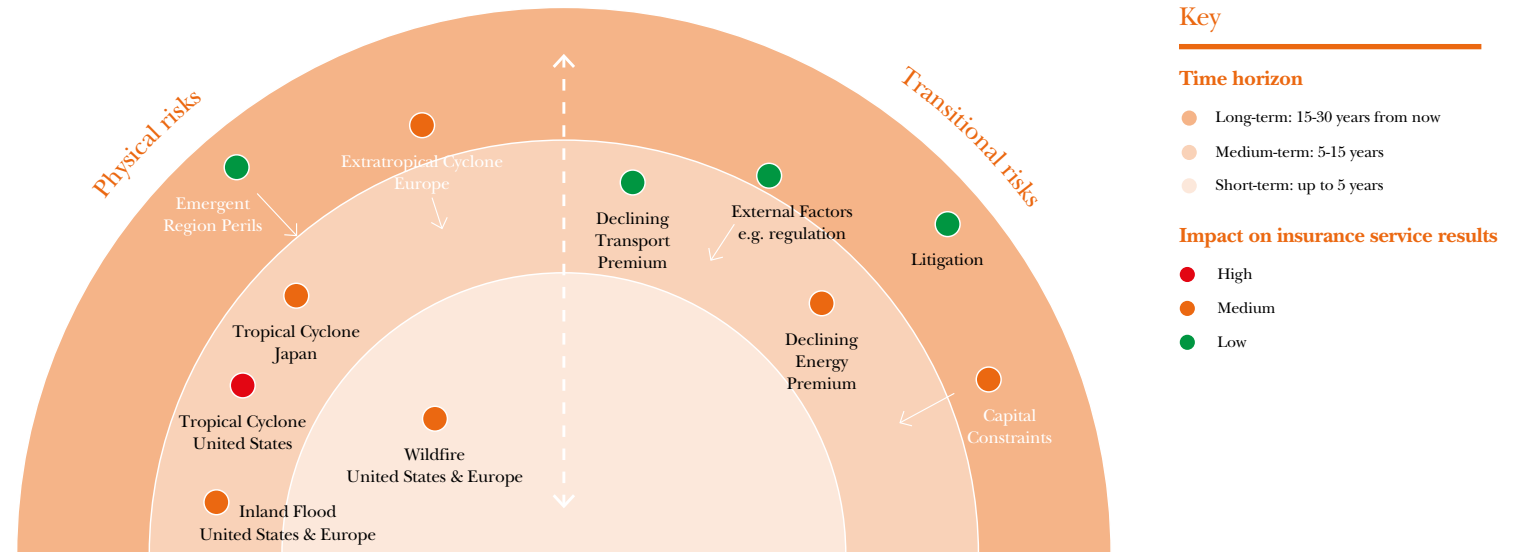 Physical risks
Transitional risks
Emergent
Region Perils
Extratropical Cyclone
Europe
Tropical Cyclone
Japan
Tropical Cyclone
United States
Inland Flood
United States & Europe
Wildfire
United States & Europe
Declining
Transport
Premium
External Factors
e.g. regulation
Litigation
Declining
Energy
Premium
Capital
Constraints
Key
Time horizon
Long-term: 15-30 years from now
Medium-term: 5-15 years
Short-term: up to 5 years
Impact on insurance service results
High
Medium
Low